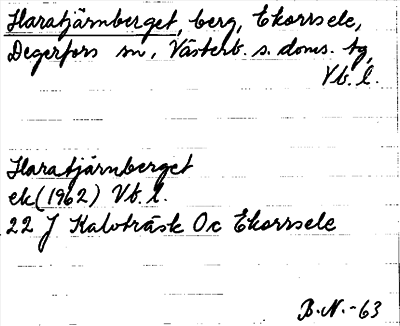 Haratjärnberget, berg, Ekorrsele,
Degerfors sn, Västerb. s. doms. tg,
Vb. l.
Haratjärnberget
ek (1962) Vb. l.
22 J Kalvträsk Oc Ekorrsele
B.N.-63